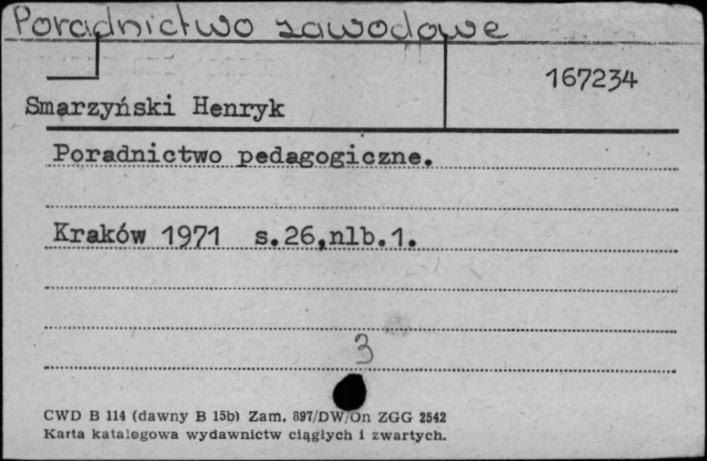 Poradnictwo zawodowe
167234
Smarzyński Henryk
Poradnictwo pedagogiczne.
Kraków 1971 s.26,nlb.1.
3
CWD B 114 (dawny B 15b) Zam. 897/DW/On ZGG 2542
Karta katalogowa wydawnictw ciągłych i zwartych.